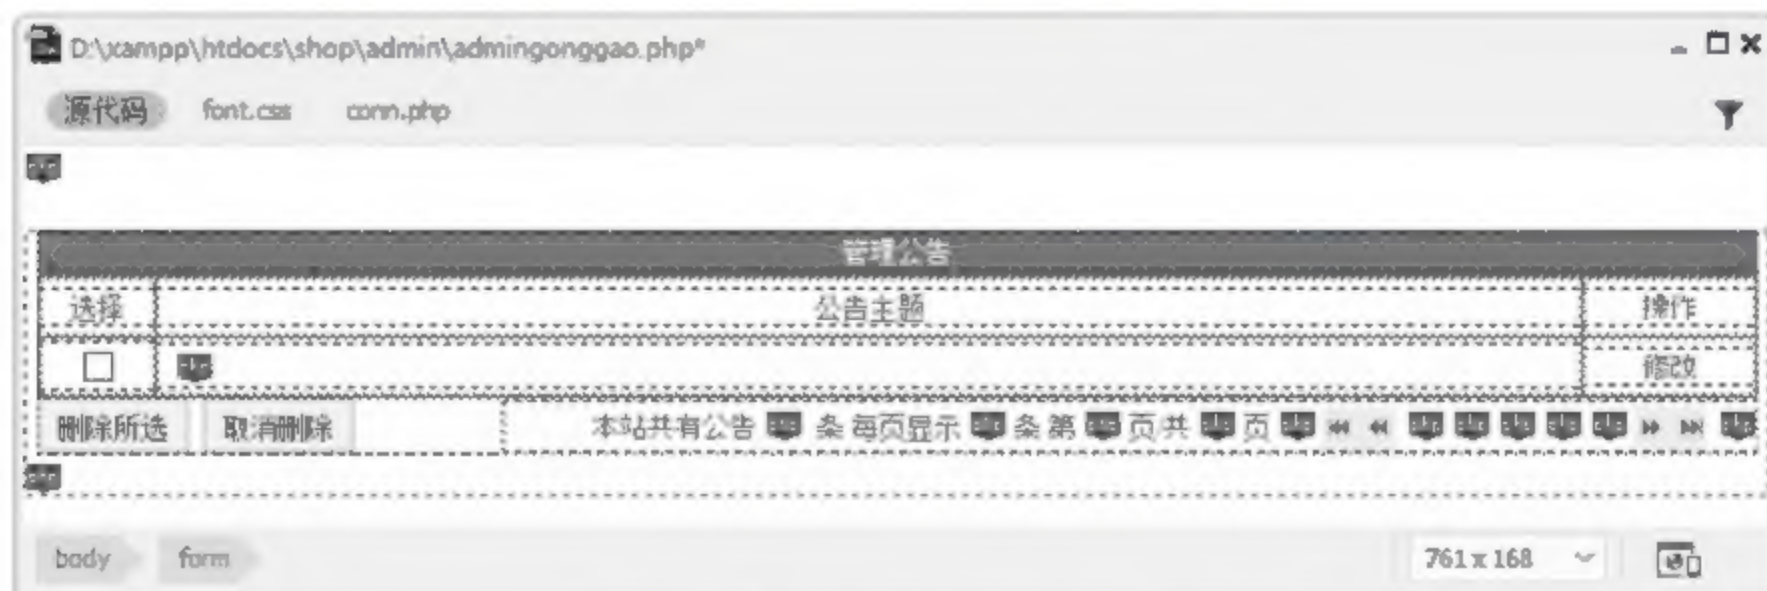 D:\xampp\htdocs\shop\admin\admingonggao.php*
源代码 font.css conn.php
管理公告
选择 公告主题 操作
修改
删除所选 取消删除 本站共有公告 条 每页显示 条 第 页 共 页
body form 761 x 168